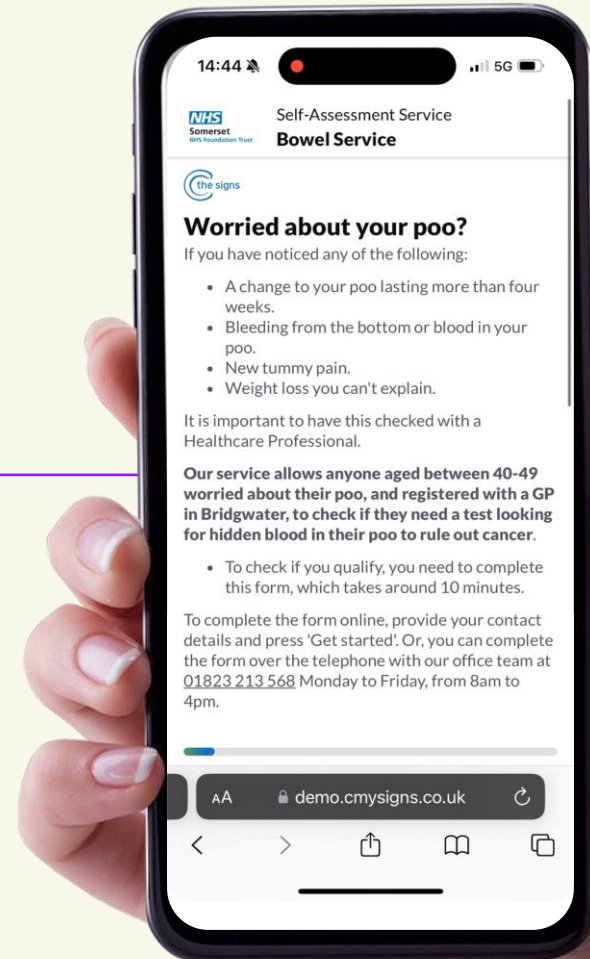 14:44
5G
NHS
Somerset
NHS Foundation Trust
Self-Assessment Service
Bowel Service
the signs
Worried about your poo?
If you have noticed any of the following:
• A change to your poo lasting more than four
weeks.
• Bleeding from the bottom or blood in your
poo.
• New tummy pain.
• Weight loss you can't explain.
It is important to have this checked with a
Healthcare Professional.
Our service allows anyone aged between 40-49
worried about their poo, and registered with a GP
in Bridgwater, to check if they need a test looking
for hidden blood in their poo to rule out cancer.
• To check if you qualify, you need to complete
this form, which takes around 10 minutes.
To complete the form online, provide your contact
details and press 'Get started'. Or, you can complete
the form over the telephone with our office team at
01823 213 568 Monday to Friday, from 8am to
4pm.
AA
demo.cmysigns.co.uk